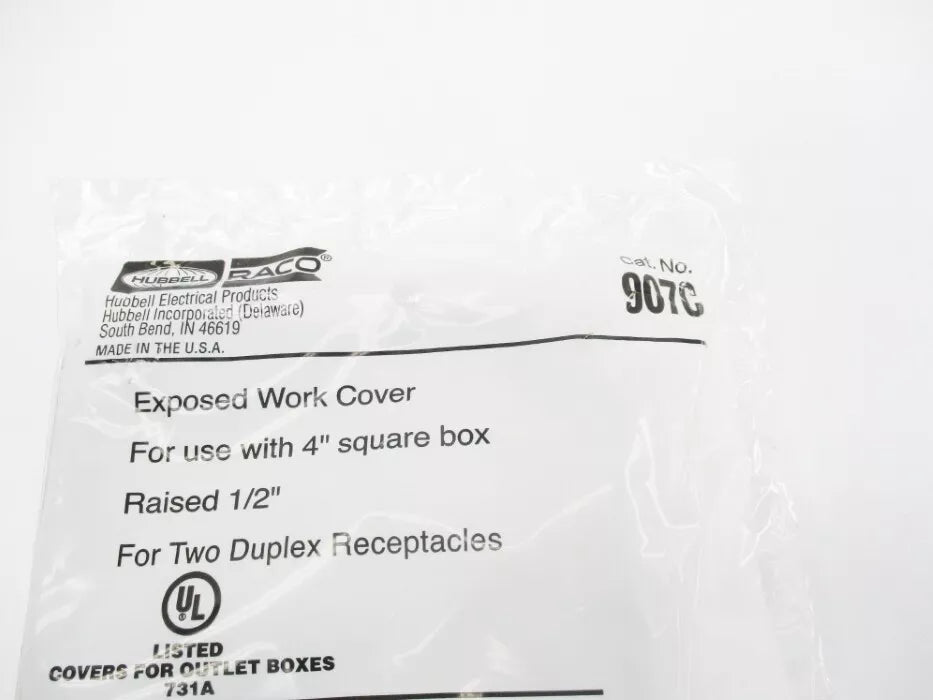 HUBBELL RACO®
Hubbell Electrical Products
Hubbell Incorporated (Delaware)
South Bend, IN 46619
MADE IN THE U.S.A.
Cat. No.
907C
Exposed Work Cover
For use with 4" square box
Raised 1/2"
For Two Duplex Receptacles
UL®
LISTED
COVERS FOR OUTLET BOXES
731A